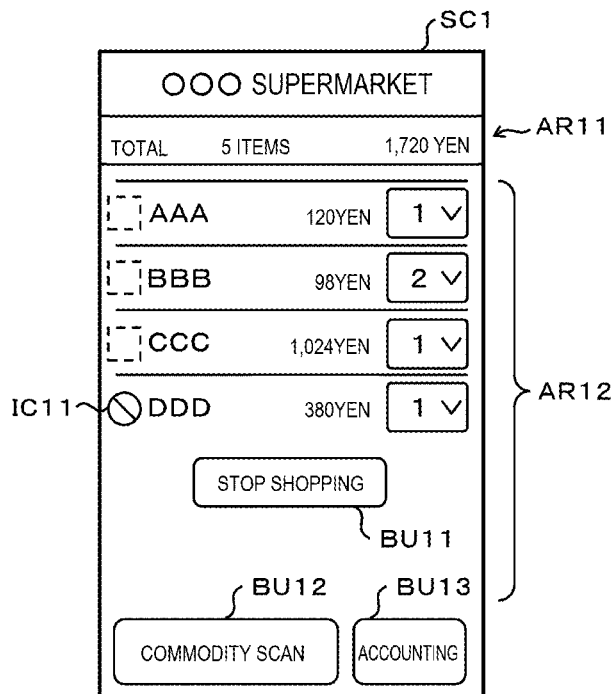 SC1
○○○ SUPERMARKET
TOTAL 5 ITEMS 1,720 YEN
AR11
AAA 120YEN 1
BBB 98YEN 2
CCC 1,024YEN 1
IC11 DDD 380YEN 1
AR12
STOP SHOPPING
BU11
BU12 BU13
COMMODITY SCAN ACCOUNTING